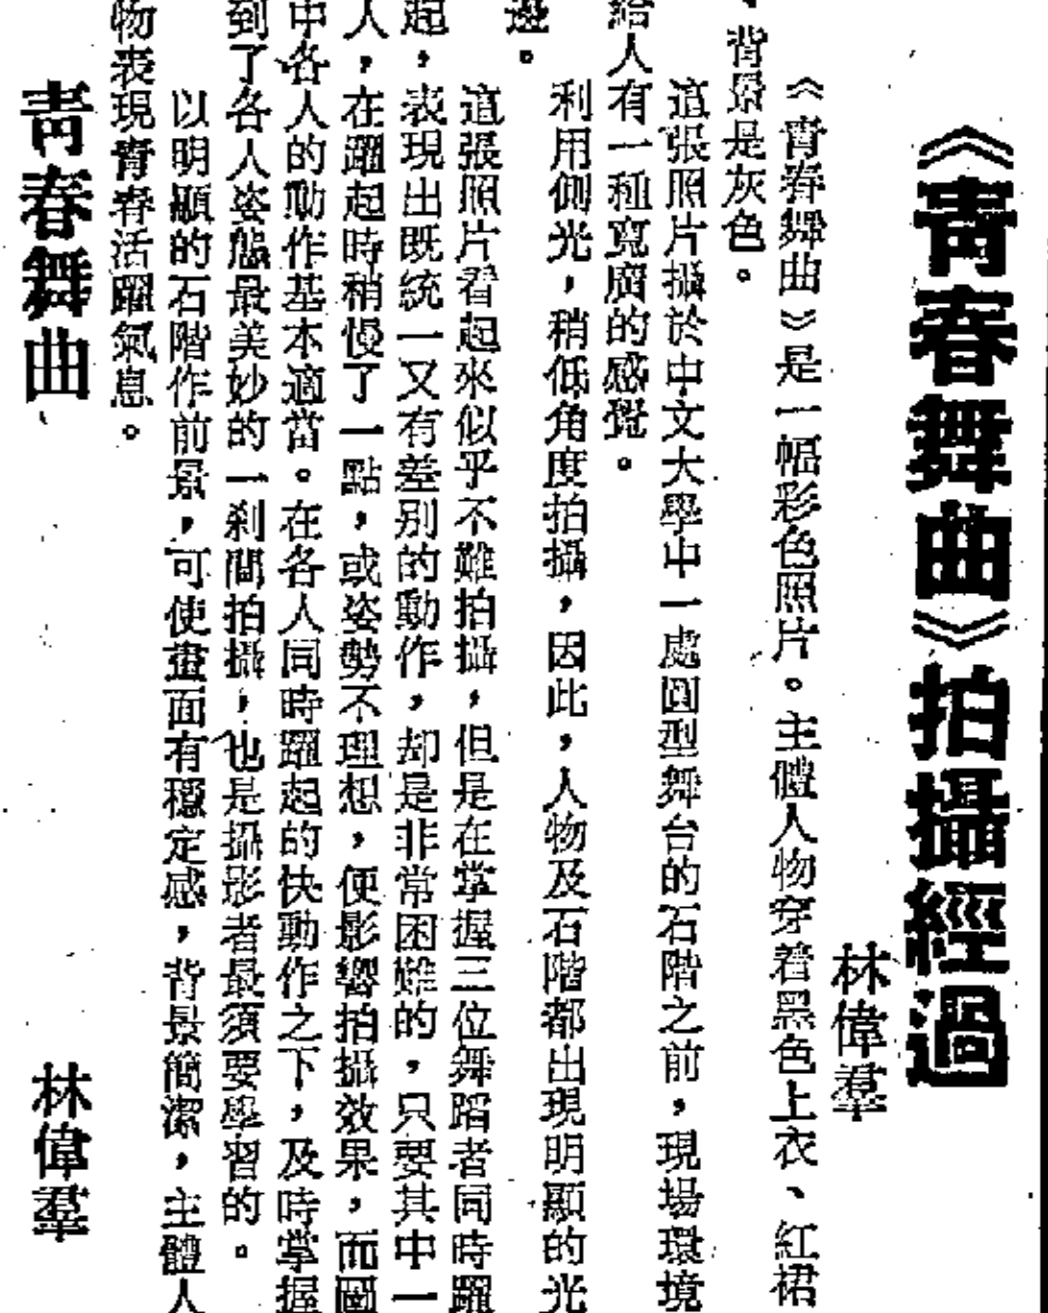 《青春舞曲》拍攝經過
林偉羣
《青春舞曲》是一幅彩色照片。主體人物穿着黑色上衣、紅裙
、背景是灰色。
這張照片攝於中文大學中一處圓型舞台的石階之前，現場環境
給人有一種寬廣的感覺。
利用側光，稍低角度拍攝，因此，人物及石階都出現明顯的光
邊。
這張照片看起來似乎不難拍攝，但是在掌握三位舞蹈者同時躍
起，表現出既統一又有差別的動作，却是非常困難的，只要其中一
人，在躍起時稍慢了一點，或姿勢不理想，便影響拍攝效果，而圖
中各人的動作基本適當。在各人同時躍起的快動作之下，及時掌握
到了各人姿態最美妙的一刹間拍攝，也是攝影者最須要學習的。
以明顯的石階作前景，可使畫面有穩定感，背景簡潔，主體人
物表現青春活躍氣息。
青春舞曲
林偉羣